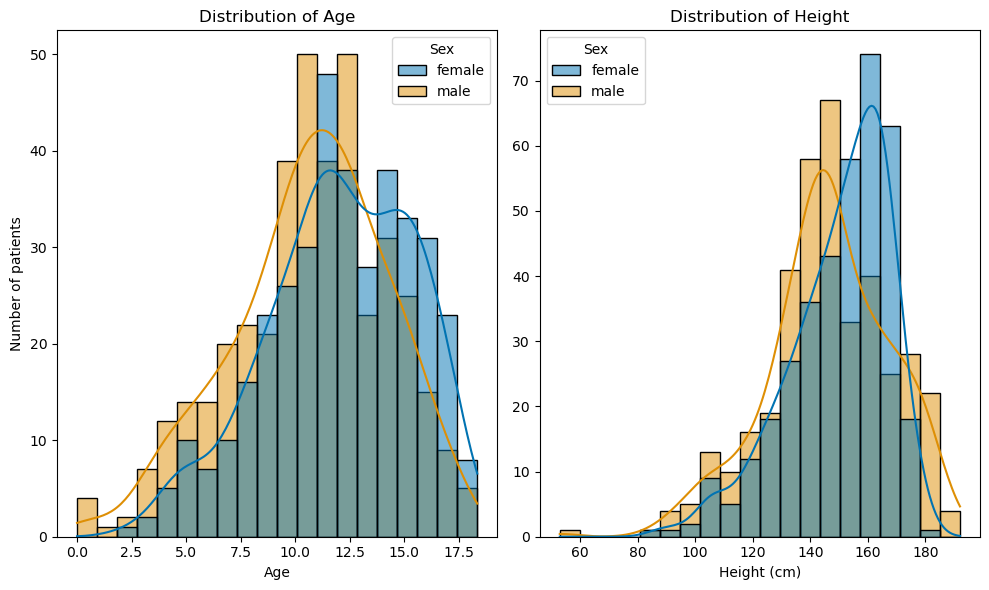 Distribution of Age
Number of patients
50
40
30
20
10
0
Sex
female
male
0.0 2.5 5.0 7.5 10.0 12.5 15.0 17.5
Age
Distribution of Height
70
60
50
40
30
20
10
0
Sex
female
male
60 80 100 120 140 160 180
Height (cm)